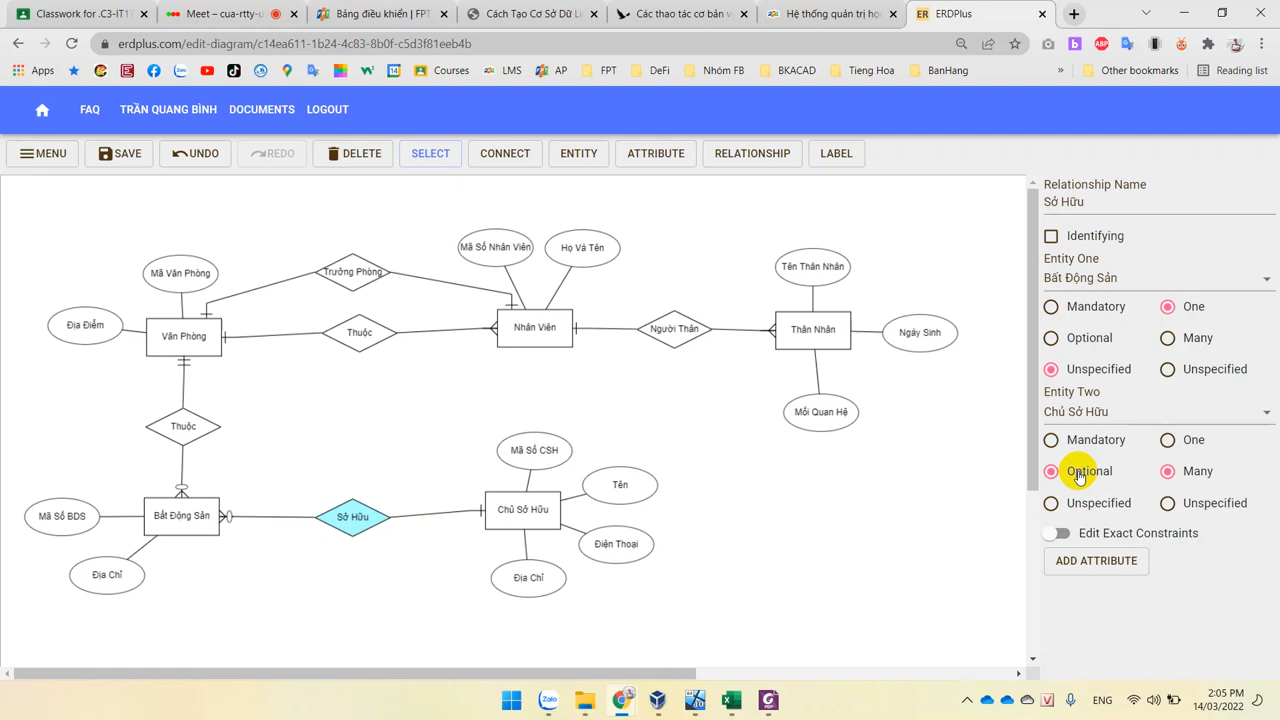 Classwork for .C3-IT17
Meet – cua-rtty-u
Bảng điều khiển | FPT
Cách Tạo Cơ Sở Dữ Li
Các thao tác cơ bản v
Hệ thống quản trị học
ERDPlus
erdplus.com/edit-diagram/c14ea611-1b24-4c83-8b0f-c5d3f81eab4b
Apps
Courses
LMS
AP
FPT
DeFi
Nhóm FB
BKACAD
Tieng Hoa
BanHang
»
Other bookmarks
Reading list
FAQ
TRẦN QUANG BÌNH
DOCUMENTS
LOGOUT
MENU
SAVE
UNDO
REDO
DELETE
SELECT
CONNECT
ENTITY
ATTRIBUTE
RELATIONSHIP
LABEL
Mã Số Nhân Viên
Họ Và Tên
Tên Thân Nhân
Mã Văn Phòng
Trưởng Phòng
Địa Điểm
Văn Phòng
Thuộc
Nhân Viên
Người Thân
Thân Nhân
Ngày Sinh
Mối Quan Hệ
Thuộc
Mã Số CSH
Tên
Mã Số BDS
Bất Động Sản
Sở Hữu
Chủ Sở Hữu
Điện Thoại
Địa Chỉ
Địa Chỉ
Relationship Name
Sở Hữu
Identifying
Entity One
Bất Động Sản
Mandatory
One
Optional
Many
Unspecified
Unspecified
Entity Two
Chủ Sở Hữu
Mandatory
One
Optional
Many
Unspecified
Unspecified
Edit Exact Constraints
ADD ATTRIBUTE
ENG
2:05 PM
14/03/2022